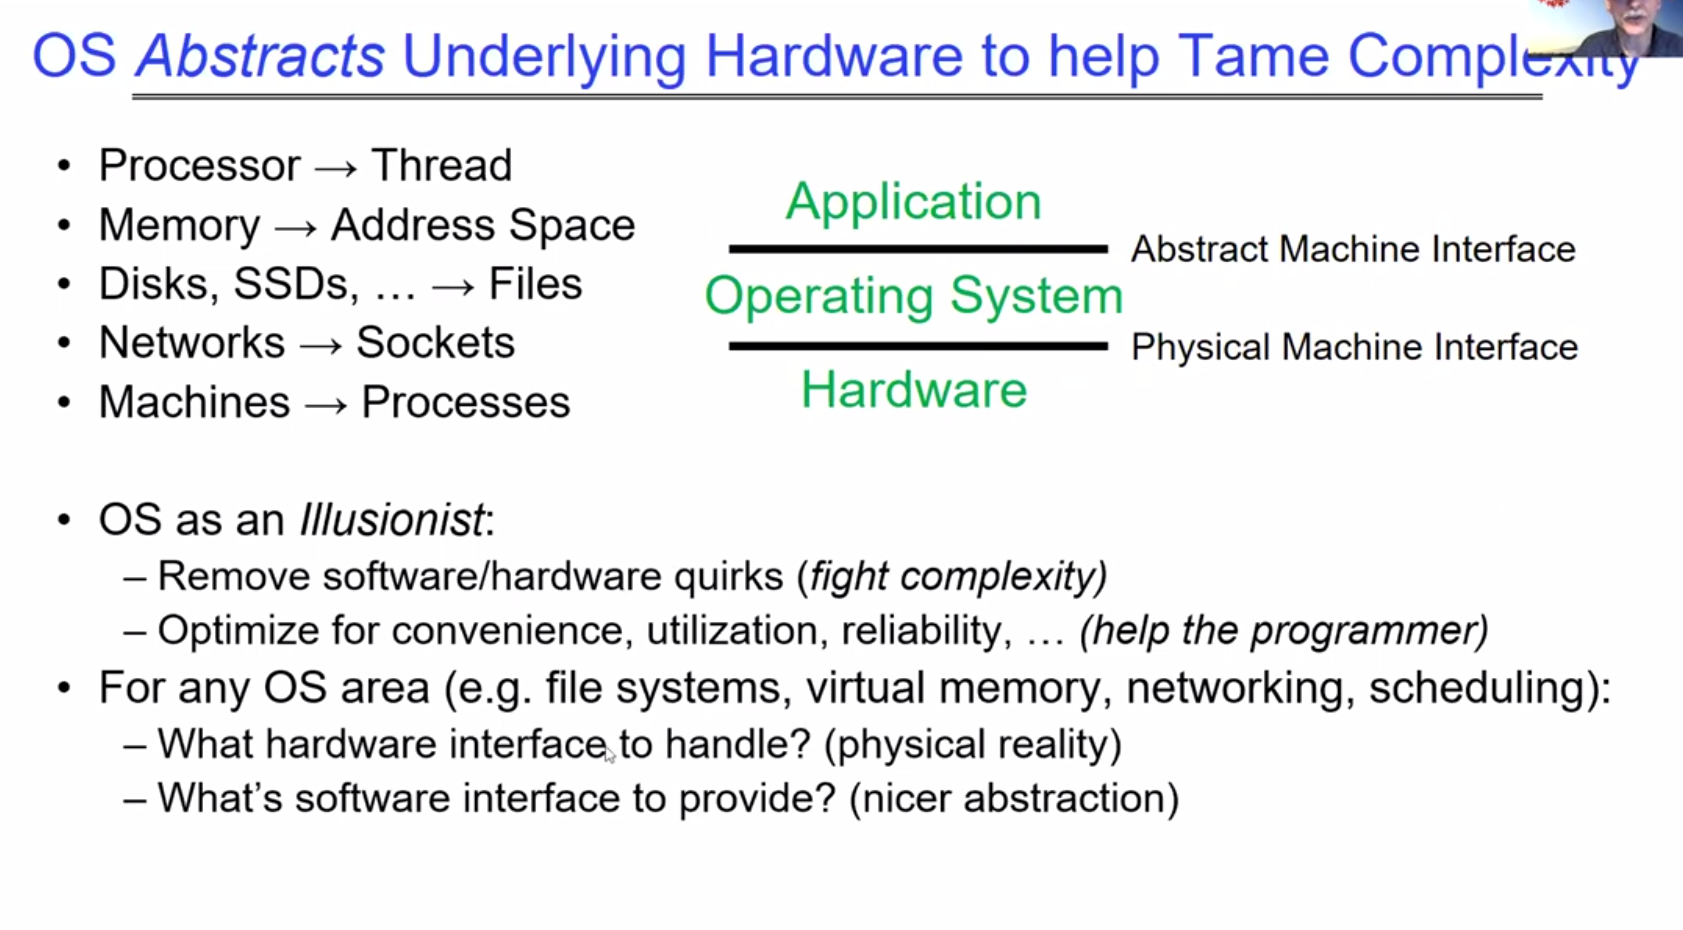 OS Abstracts Underlying Hardware to help Tame Complexity
• Processor → Thread
• Memory → Address Space
• Disks, SSDs, … → Files
• Networks → Sockets
• Machines → Processes
Application
Abstract Machine Interface
Operating System
Physical Machine Interface
Hardware
• OS as an Illusionist:
– Remove software/hardware quirks (fight complexity)
– Optimize for convenience, utilization, reliability, … (help the programmer)
• For any OS area (e.g. file systems, virtual memory, networking, scheduling):
– What hardware interface to handle? (physical reality)
– What’s software interface to provide? (nicer abstraction)